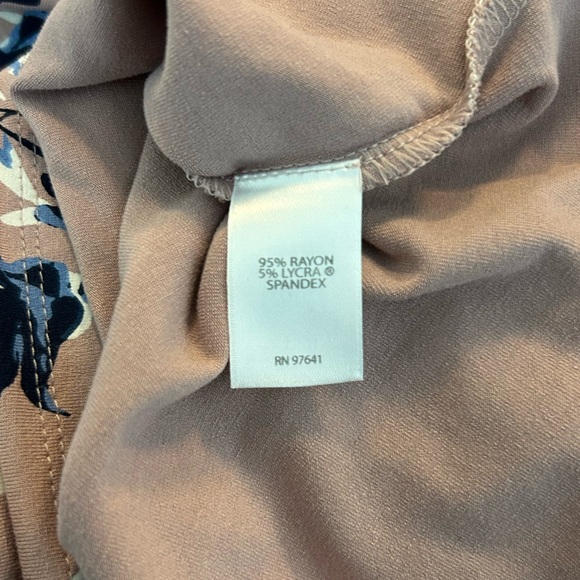 95% RAYON
5% LYCRA ®
SPANDEX
RN 97641